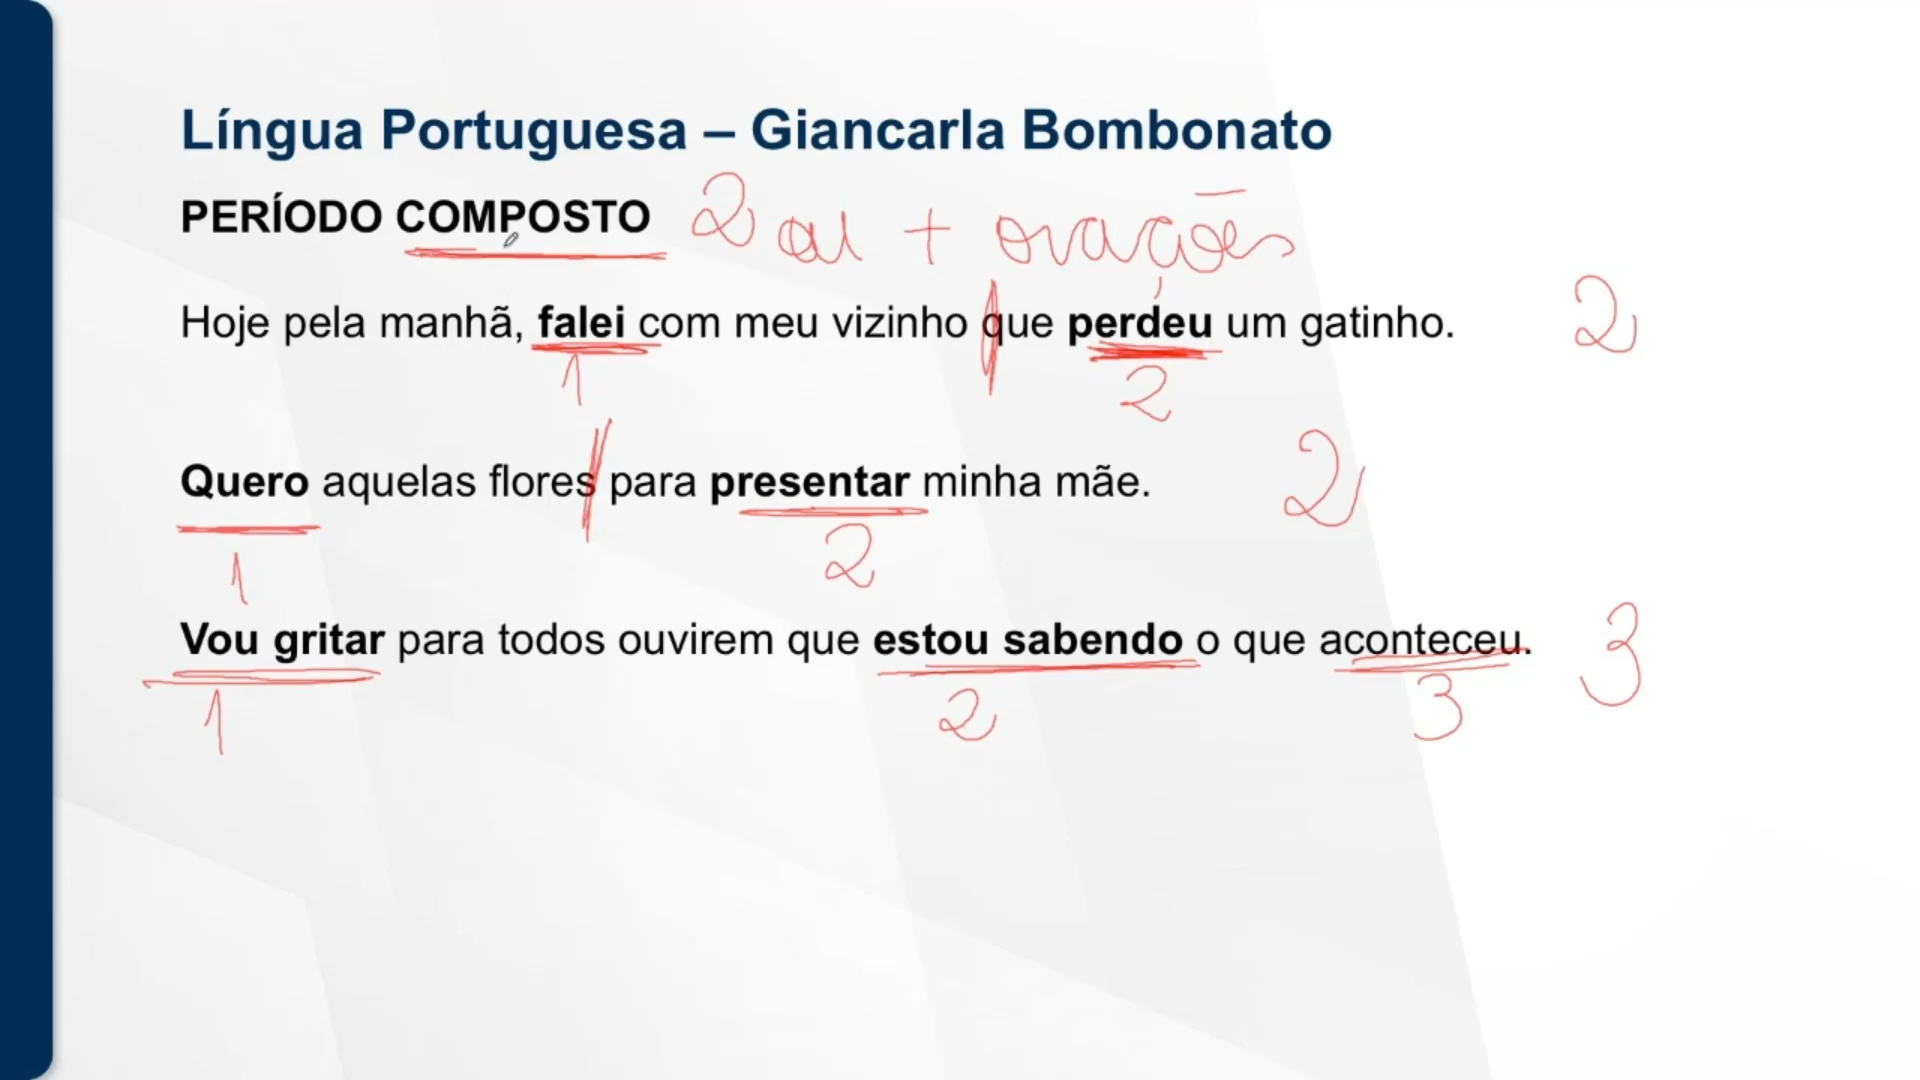 Língua Portuguesa – Giancarla Bombonato
PERÍODO COMPOSTO 2 ou + orações
Hoje pela manhã, falei com meu vizinho que perdeu um gatinho. 2
1 2
Quero aquelas flores para presentar minha mãe. 2
1 2
Vou gritar para todos ouvirem que estou sabendo o que aconteceu. 3
1 2 3